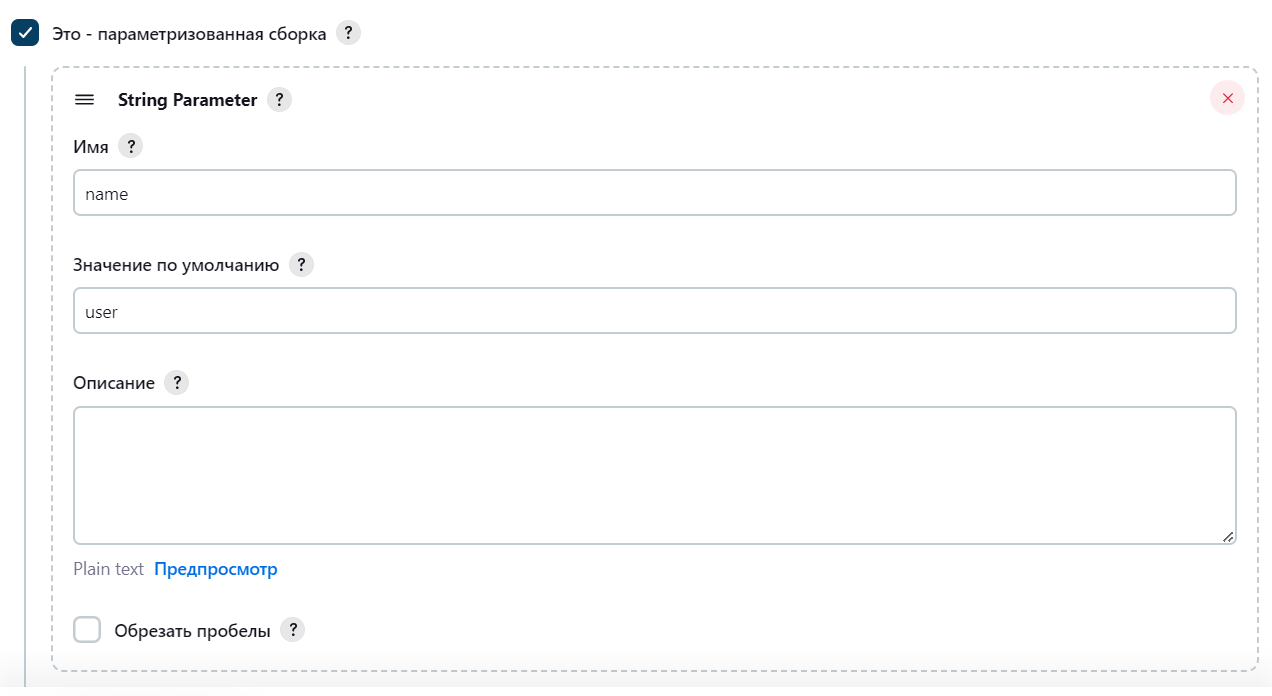 Это - параметризованная сборка ?
String Parameter ?
Имя ?
name
Значение по умолчанию ?
user
Описание ?
Plain text Предпросмотр
Обрезать пробелы ?